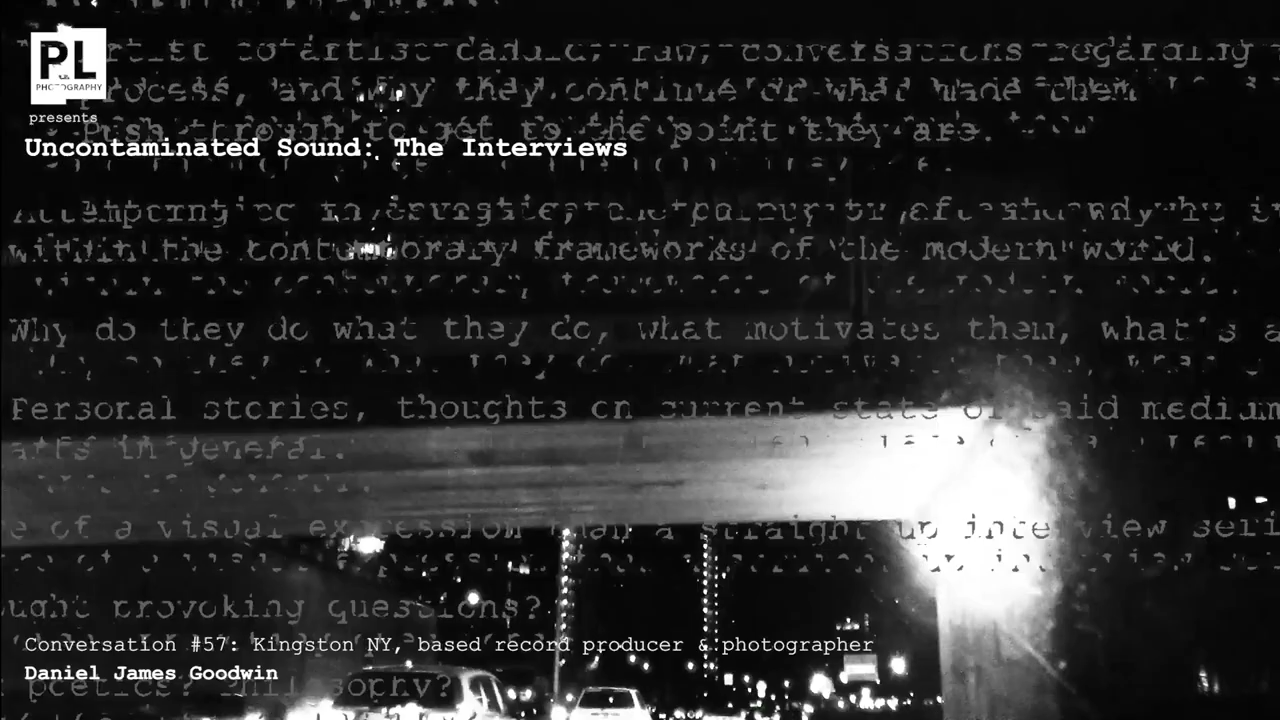 PL
PHOTOGRAPHY
presents
Uncontaminated Sound: The Interviews
conversations regarding
process, and why they continue or what made them
Push through to get to the point they are.
within the contemporary frameworks of the modern world.
Why do they do what they do, what motivates them, what's a
Personal stories, thoughts on current state of said medium
arts in general.
e of a visual expression than a straight up interview seri
ught provoking questions?
Conversation #57: Kingston NY, based record producer & photographer
Daniel James Goodwin
poetics? Philosophy?